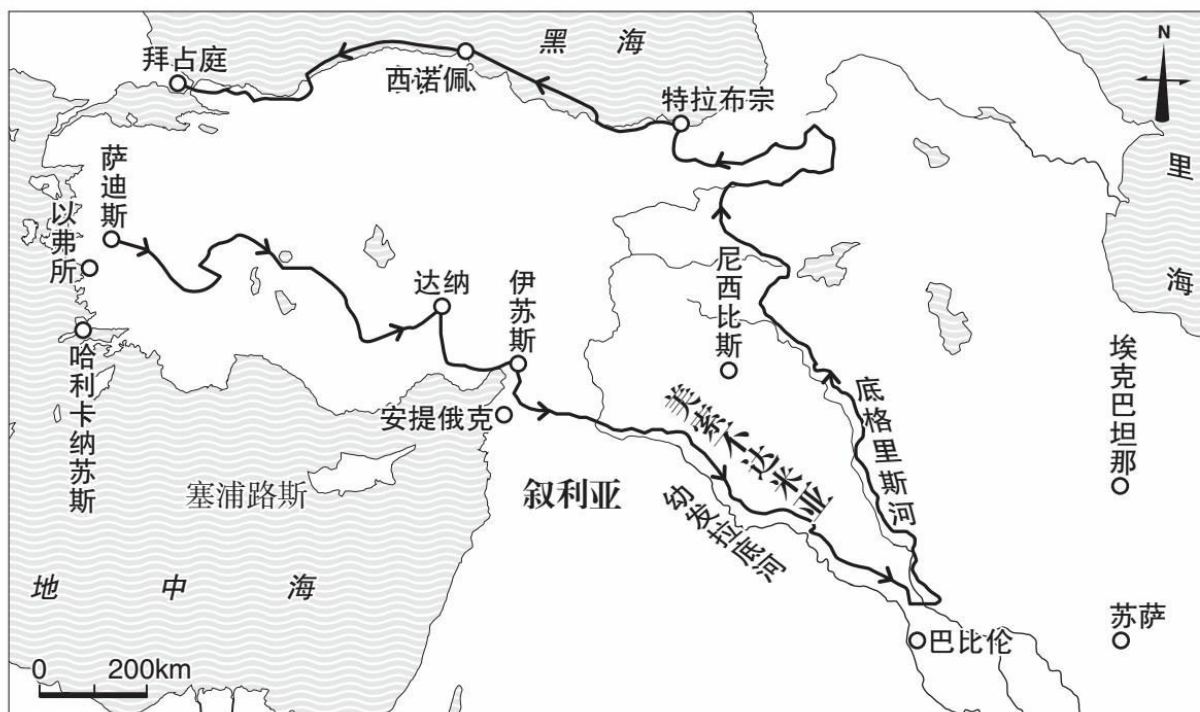 N
黑海
拜占庭
西诺佩
特拉布宗
里海
萨迪斯
以弗所
达纳
伊苏斯
尼西比斯
哈利卡纳苏斯
埃克巴坦那
安提俄克
美索不达米亚
底格里斯河
塞浦路斯
叙利亚
幼发拉底河
地中海
苏萨
巴比伦
0 200km